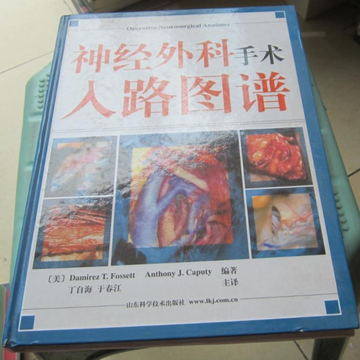 Operative Neurosurgical Anatomy
神经外科手术
入路图谱
〔美〕Damirez T. Fossett Anthony J. Caputy 编著
丁自海 于春江 主译
山东科学技术出版社 www.lkj.com.cn